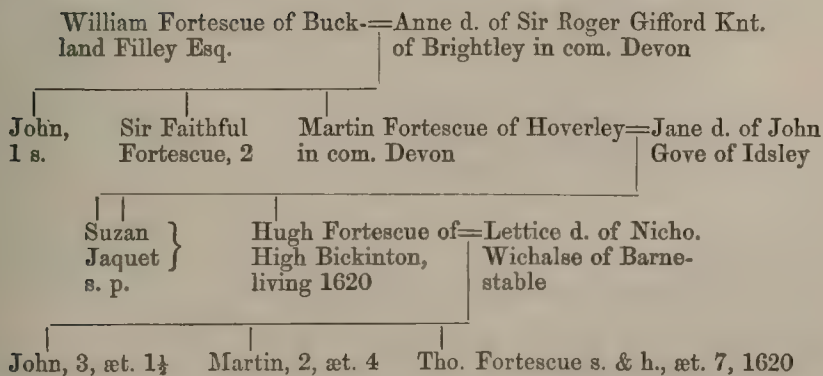 William Fortescue of Buck-=Anne d. of Sir Roger Gifford Knt.
land Filley Esq. of Brightley in com. Devon
John, Sir Faithful Martin Fortescue of Hoverley=Jane d. of John
1 s. Fortescue, 2 in com. Devon Gove of Idsley
Suzan } Hugh Fortescue of=Lettice d. of Nicho.
Jaquet High Bickinton, Wichalse of Barne-
s. p. living 1620 stable
John, 3, æt. 1½ Martin, 2, æt. 4 Tho. Fortescue s. & h., æt. 7, 1620